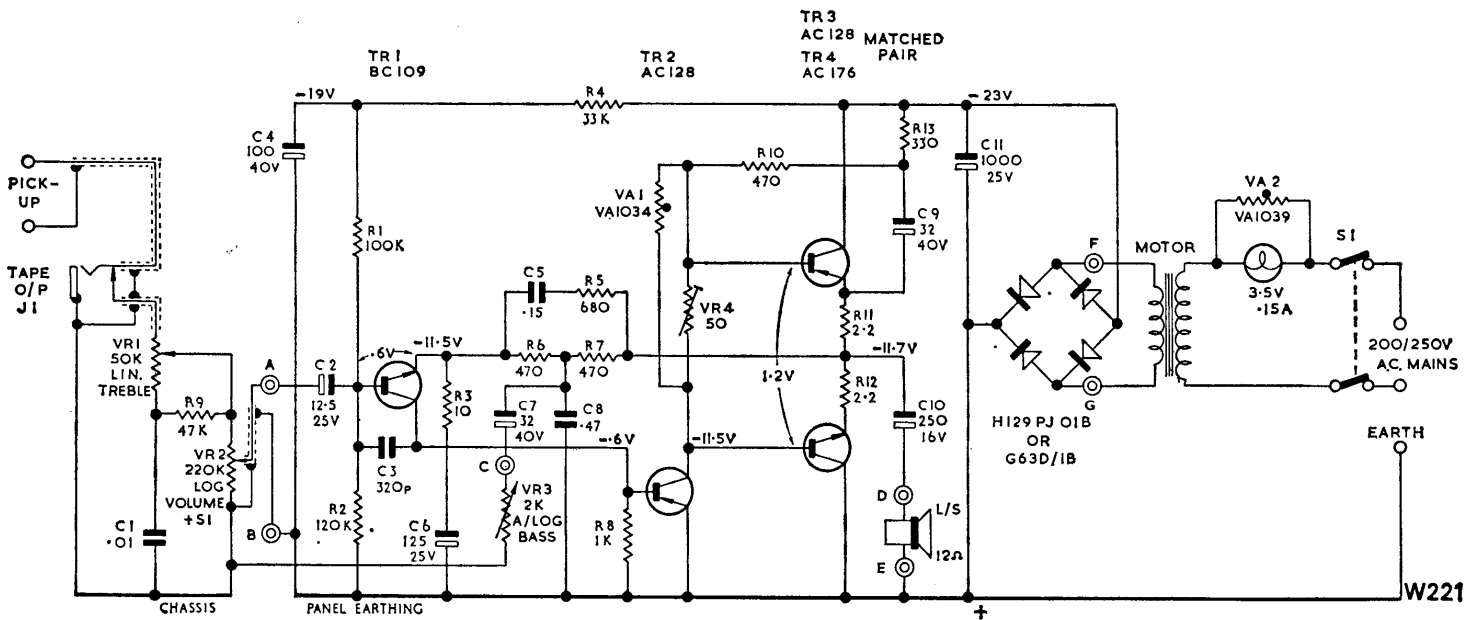 TR3
AC128
MATCHED
PAIR
TR4
AC176
TR1
BC109
TR2
AC128
-19V
R4
33K
-23V
C4
100
40V
R13
330
C11
1000
25V
R10
470
PICK-
UP
VA1
VA1034
VA2
VA1039
C9
32
40V
R1
100K
F
MOTOR
S1
TAPE
O/P
J1
C5
.15
R5
680
VR4
50
3.5V
.15A
R11
2.2
VR1
50K
LIN.
TREBLE
A
C2
12.5
25V
.6V
-11.5V
R6
470
R7
470
-11.7V
200/250V
A.C. MAINS
1.2V
R12
2.2
R3
10
C7
32
40V
C8
.47
G
C10
250
16V
R9
47K
H129 PJ 01B
OR
G63D/1B
EARTH
-.6V
-11.5V
VR2
220K
LOG
VOLUME
+S1
C3
320p
C
VR3
2K
A/LOG
BASS
D
L/S
12Ω
C1
.01
B
R2
120K
C6
125
25V
R8
1K
E
CHASSIS
PANEL EARTHING
+
W221